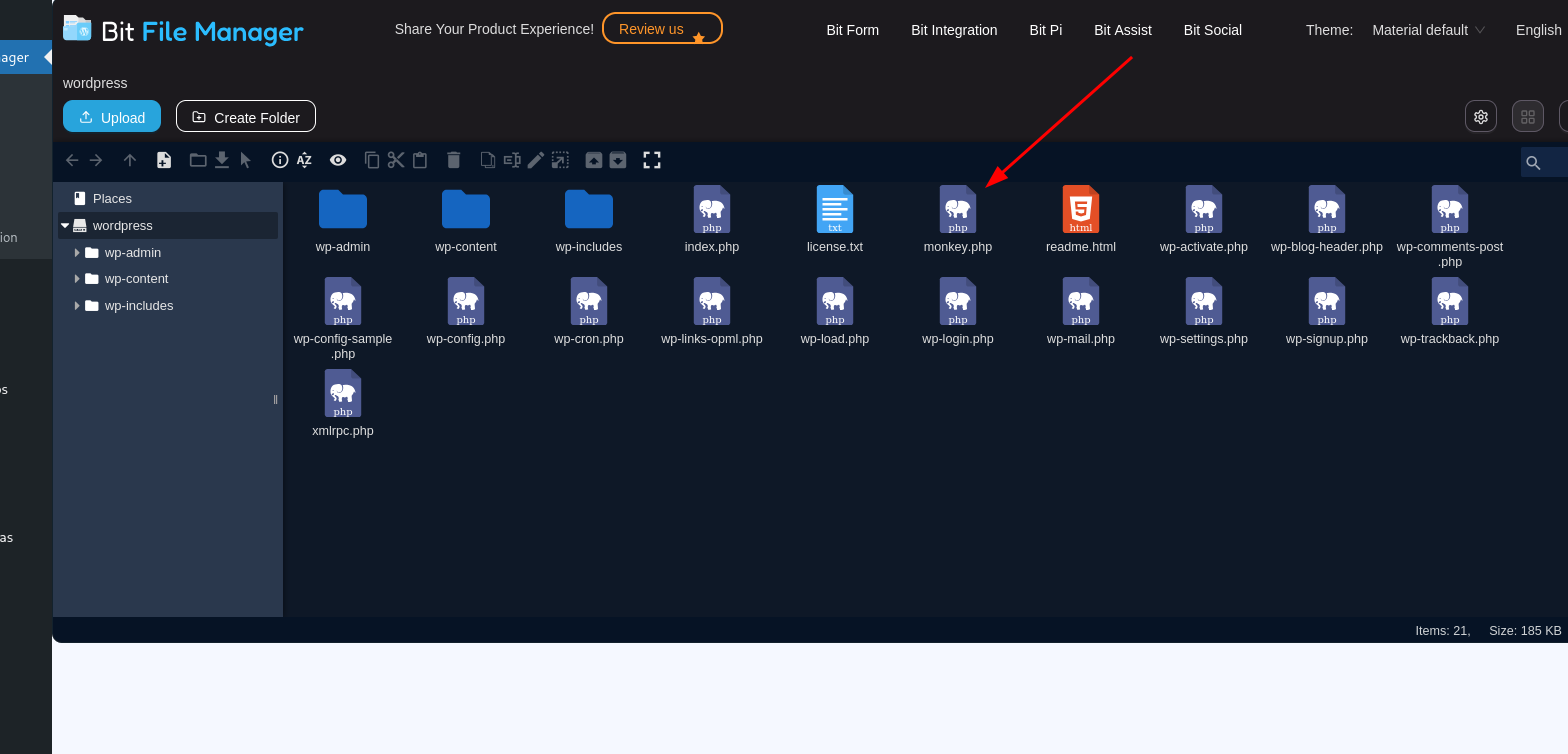 Bit File Manager
Share Your Product Experience! Review us
Bit Form Bit Integration Bit Pi Bit Assist Bit Social
Theme: Material default English
ager
wordpress
Upload Create Folder
AZ
Places
wordpress
wp-admin
wp-content
wp-includes
ion
os
as
php php php php php
txt html
wp-admin wp-content wp-includes index.php license.txt monkey.php readme.html wp-activate.php wp-blog-header.php wp-comments-post
.php
php php php php php php php php php php
wp-config-sample wp-config.php wp-cron.php wp-links-opml.php wp-load.php wp-login.php wp-mail.php wp-settings.php wp-signup.php wp-trackback.php
.php
php
xmlrpc.php
Items: 21, Size: 185 KB